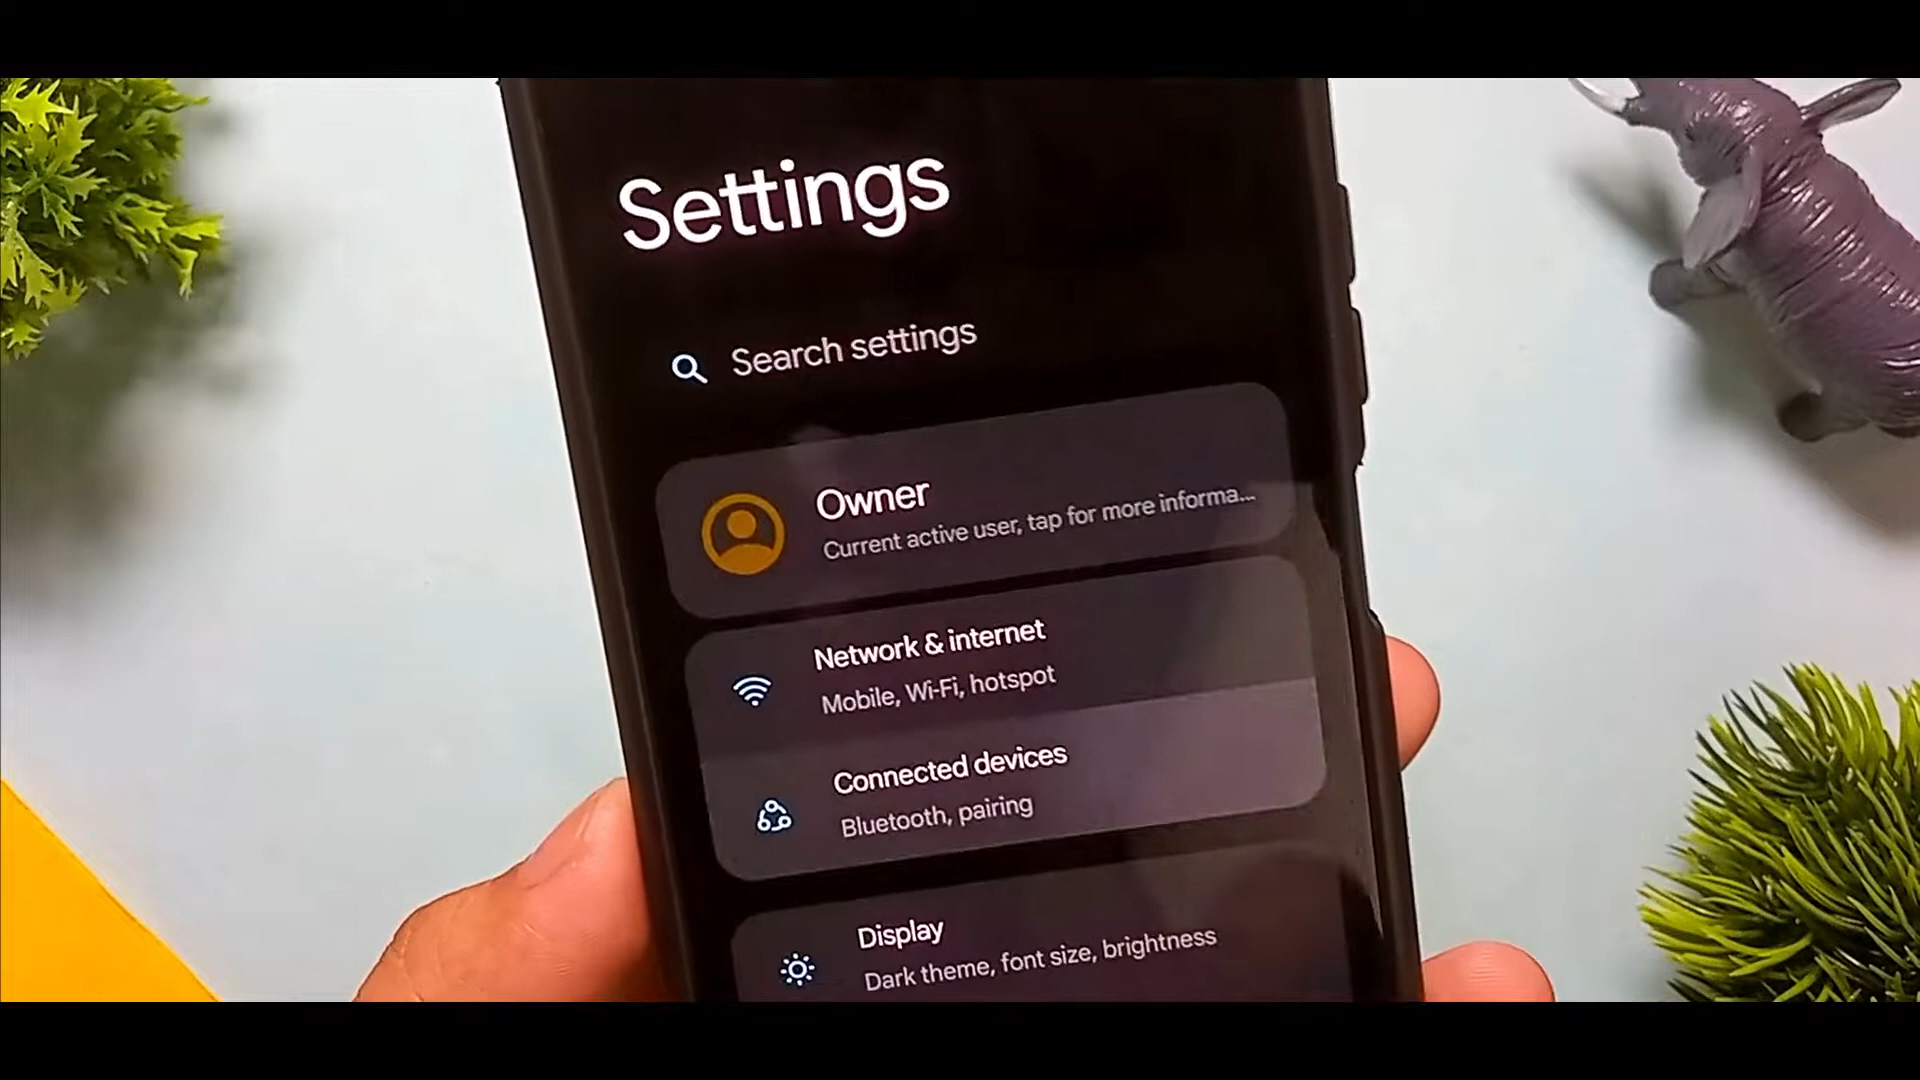 Settings
Search settings
Owner
Current active user, tap for more informa...
Network & internet
Mobile, Wi-Fi, hotspot
Connected devices
Bluetooth, pairing
Display
Dark theme, font size, brightness